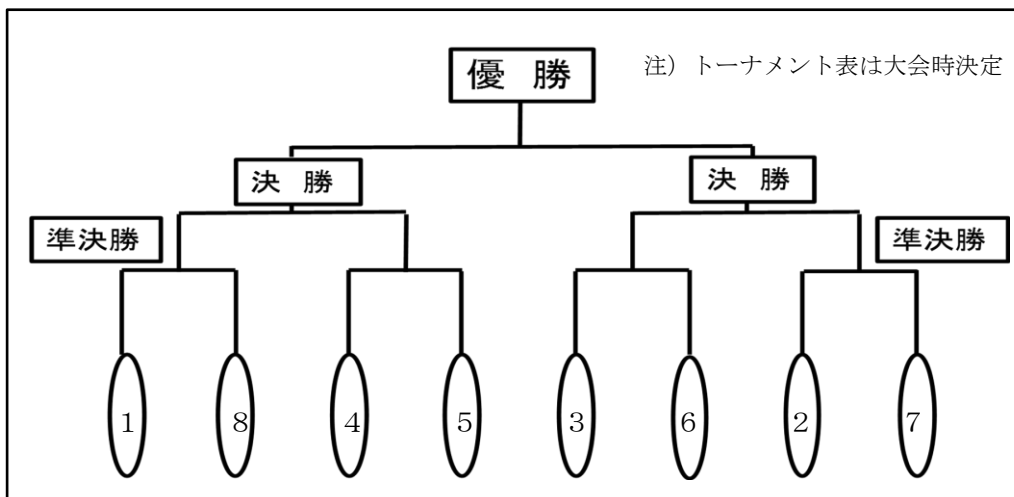 優 勝
注）トーナメント表は大会時決定
決 勝
決 勝
準決勝
準決勝
１
８
４
５
３
６
２
７